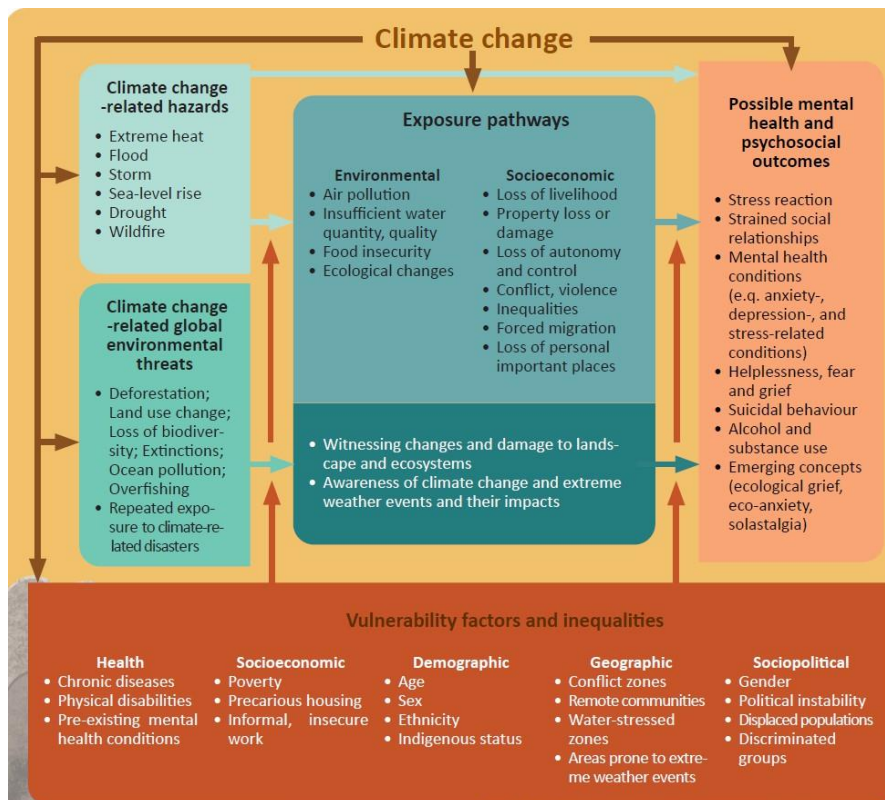 Climate change
Climate change
-related hazards
• Extreme heat
• Flood
• Storm
• Sea-level rise
• Drought
• Wildfire
Climate change
-related global
environmental
threats
• Deforestation;
Land use change;
Loss of biodiver-
sity; Extinctions;
Ocean pollution;
Overfishing
• Repeated exposure
to climate-re-
lated disasters
Exposure pathways
Environmental
• Air pollution
• Insufficient water
quantity, quality
• Food insecurity
• Ecological changes
Socioeconomic
• Loss of livelihood
• Property loss or
damage
• Loss of autonomy
and control
• Conflict, violence
• Inequalities
• Forced migration
• Loss of personal
important places
• Witnessing changes and damage to lands-
cape and ecosystems
• Awareness of climate change and extreme
weather events and their impacts
Possible mental
health and
psychosocial
outcomes
• Stress reaction
• Strained social
relationships
• Mental health
conditions
(e.q. anxiety-,
depression-, and
stress-related
conditions)
• Helplessness, fear
and grief
• Suicidal behaviour
• Alcohol and
substance use
• Emerging concepts
(ecological grief,
eco-anxiety,
solastalgia)
Vulnerability factors and inequalities
Health
• Chronic diseases
• Physical disabilities
• Pre-existing mental
health conditions
Socioeconomic
• Poverty
• Precarious housing
• Informal, insecure
work
Demographic
• Age
• Sex
• Ethnicity
• Indigenous status
Geographic
• Conflict zones
• Remote communities
• Water-stressed
zones
• Areas prone to extre-
me weather events
Sociopolitical
• Gender
• Political instability
• Displaced populations
• Discriminated
groups